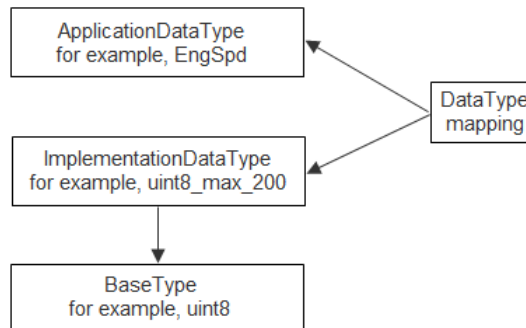 ApplicationDataType
for example, EngSpd
DataType
mapping
ImplementationDataType
for example, uint8_max_200
BaseType
for example, uint8